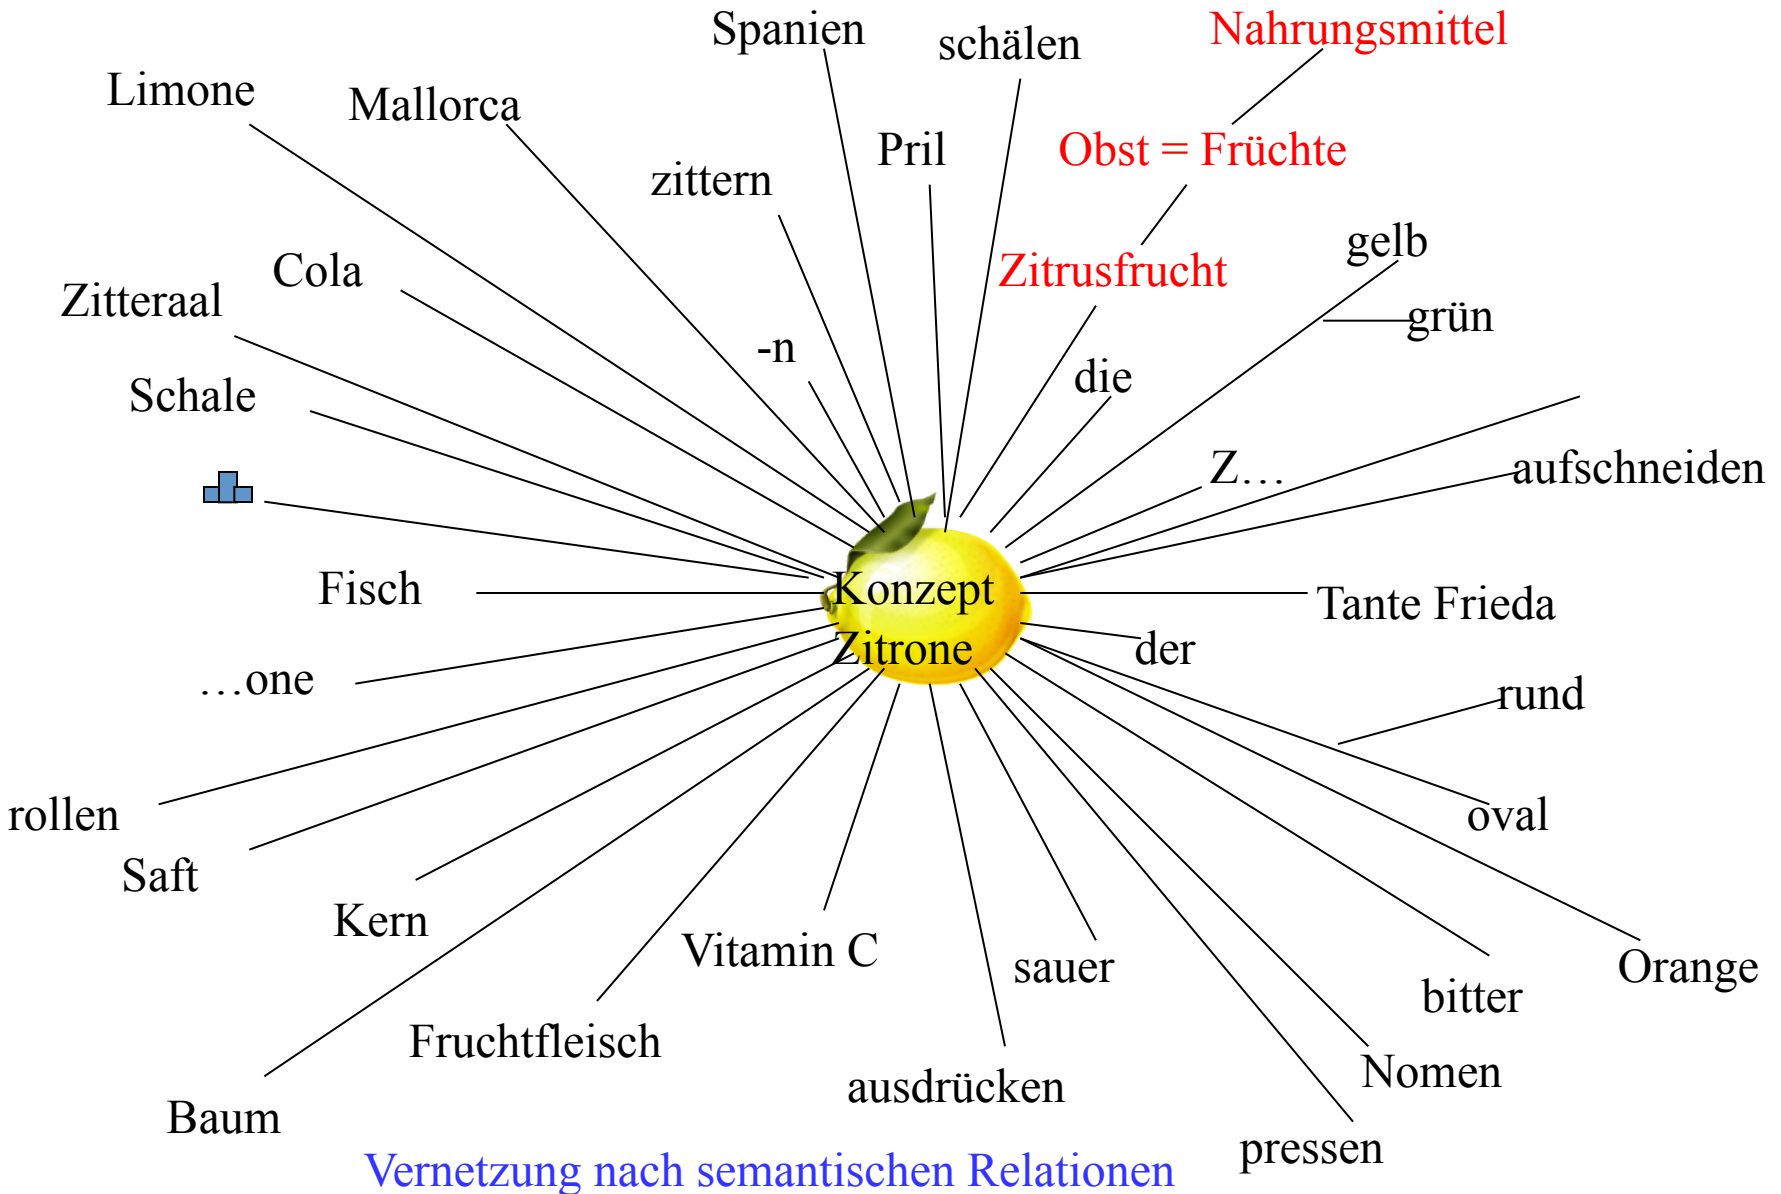 Spanien
schälen
Nahrungsmittel
Limone
Mallorca
Pril
Obst = Früchte
zittern
gelb
Zitteraal
Cola
Zitrusfrucht
grün
-n
die
Schale
Z…
aufschneiden
Fisch
Konzept
Zitrone
Tante Frieda
der
…one
rund
rollen
oval
Saft
Kern
Vitamin C
sauer
Orange
bitter
Fruchtfleisch
Nomen
ausdrücken
Baum
pressen
Vernetzung nach semantischen Relationen